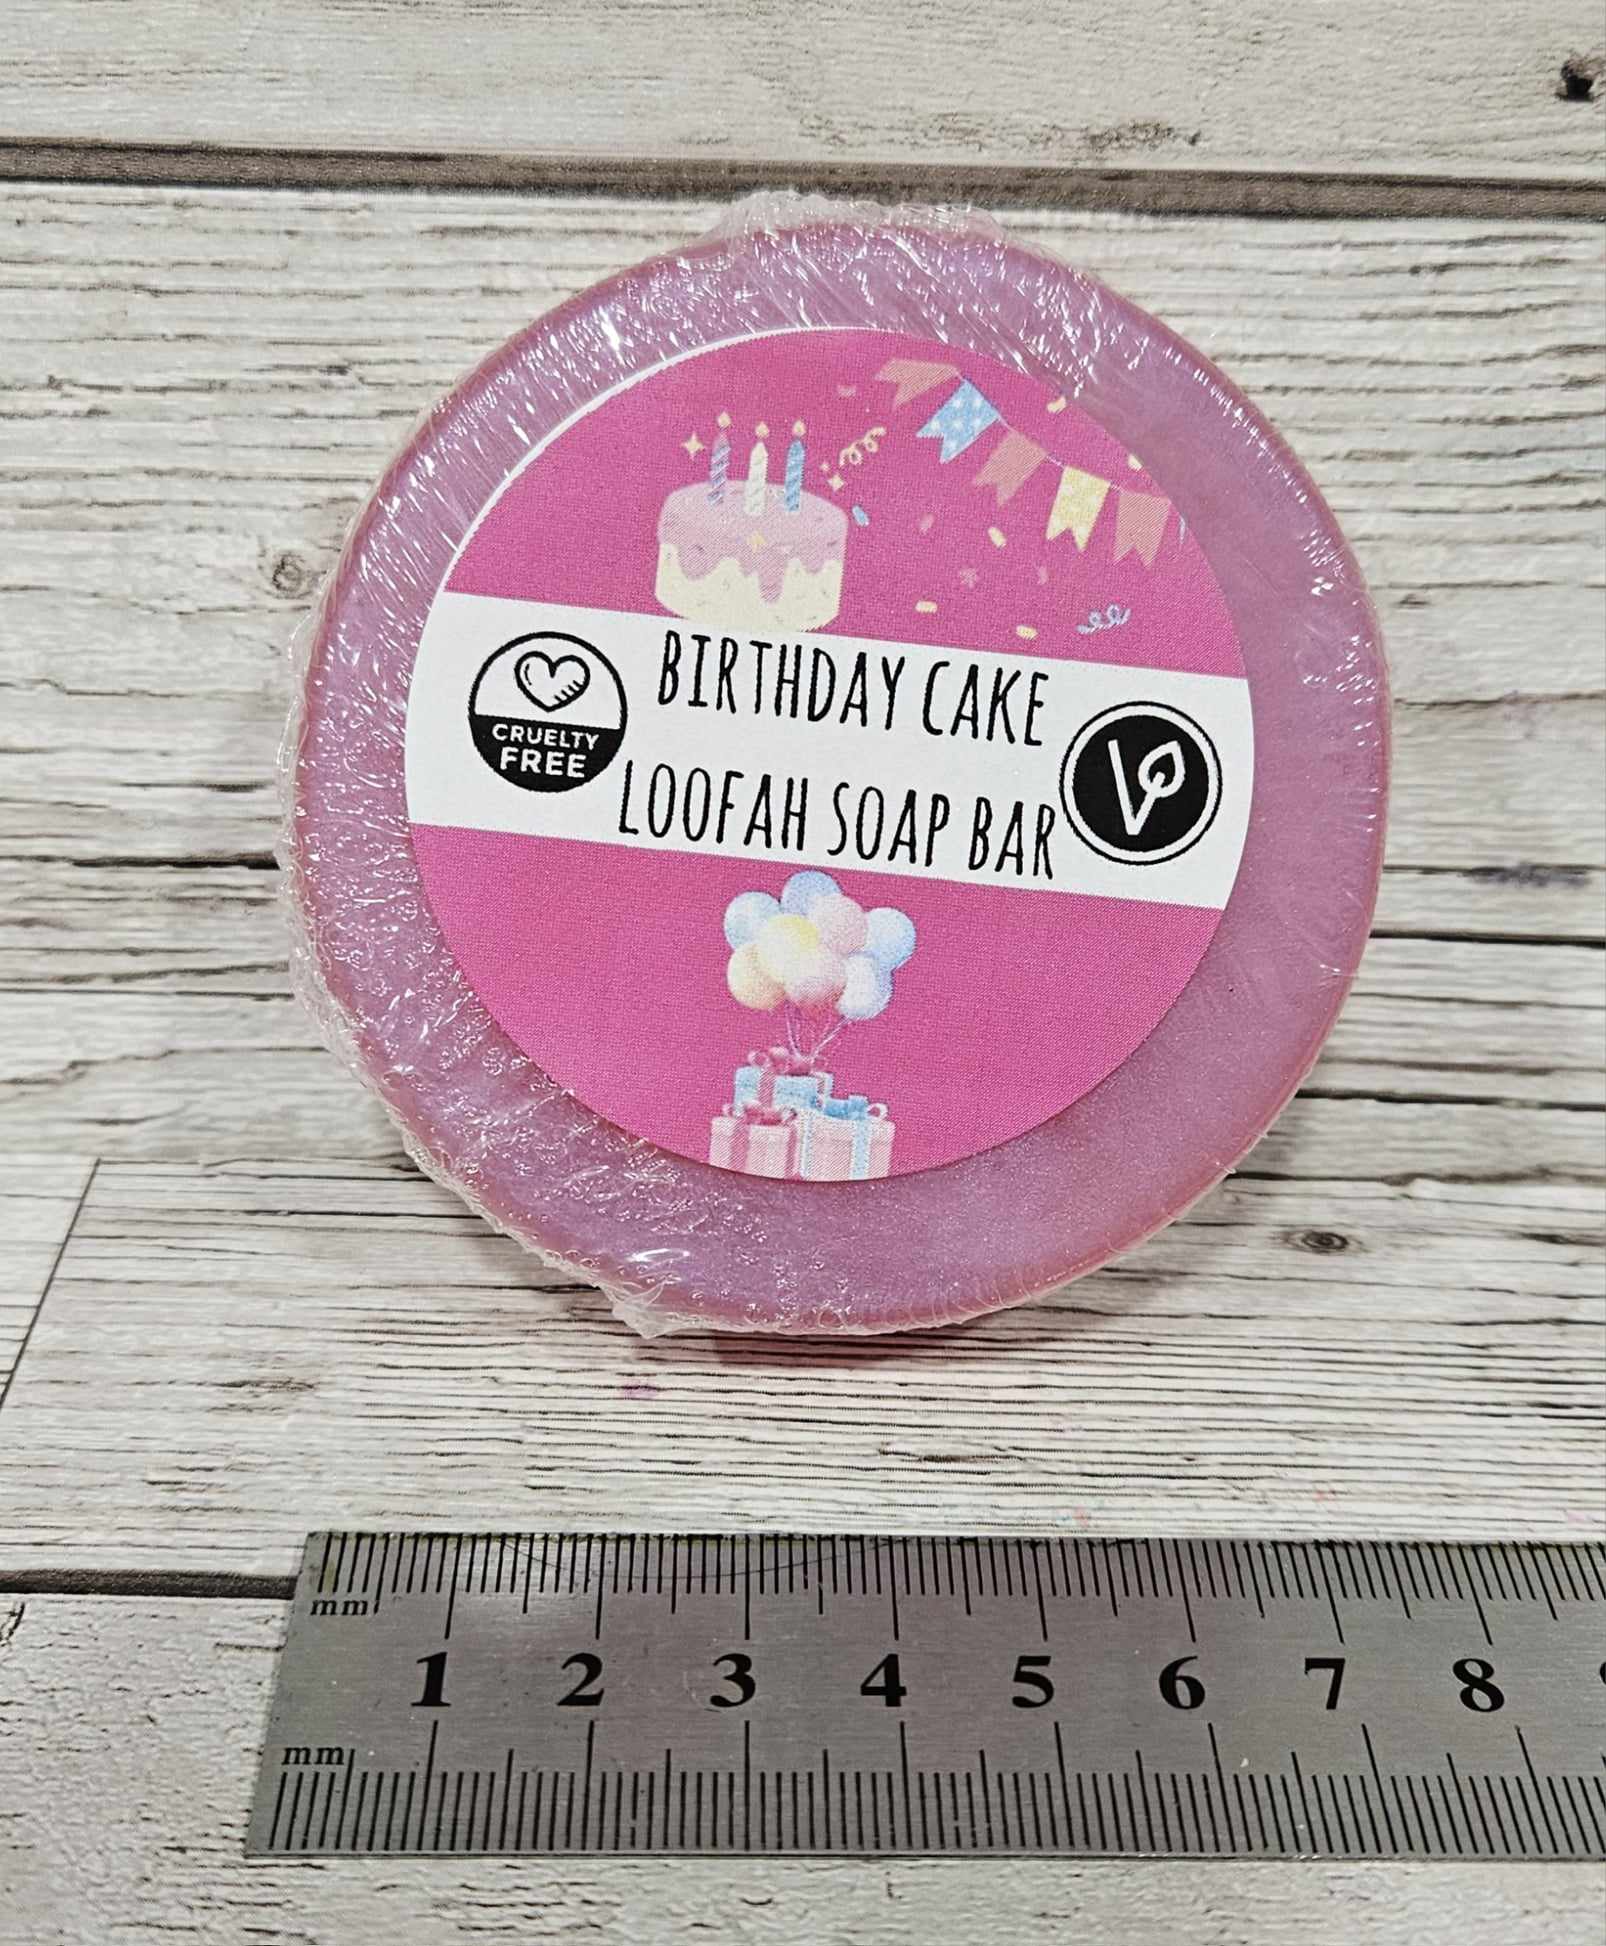 BIRTHDAY CAKE
LOOFAH SOAP BAR
CRUELTY
FREE
V
mm
1 2 3 4 5 6 7 8
mm